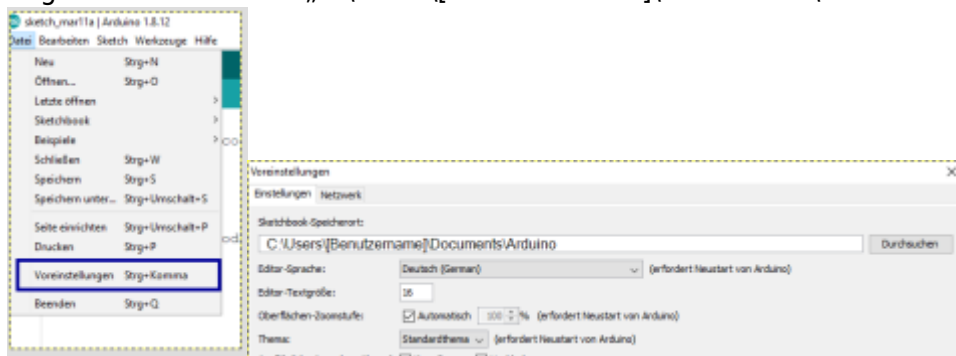 sketch_mar11a | Arduino 1.8.12
Datei Bearbeiten Sketch Werkzeuge Hilfe
Neu Strg+N
Öffnen... Strg+O
Letzte öffnen >
Sketchbook >
Beispiele >
Schließen Strg+W
Speichern Strg+S
Speichern unter... Strg+Umschalt+S
Seite einrichten Strg+Umschalt+P
Drucken Strg+P
Voreinstellungen Strg+Komma
Beenden Strg+Q
Voreinstellungen
Einstellungen Netzwerk
Sketchbook-Speicherort:
C:\Users\[Benutzername]\Documents\Arduino Durchsuchen
Editor-Sprache: Deutsch (German) (erfordert Neustart von Arduino)
Editor-Textgröße: 16
Oberflächen-Zoomstufe: Automatisch 100 % (erfordert Neustart von Arduino)
Thema: Standardthema (erfordert Neustart von Arduino)